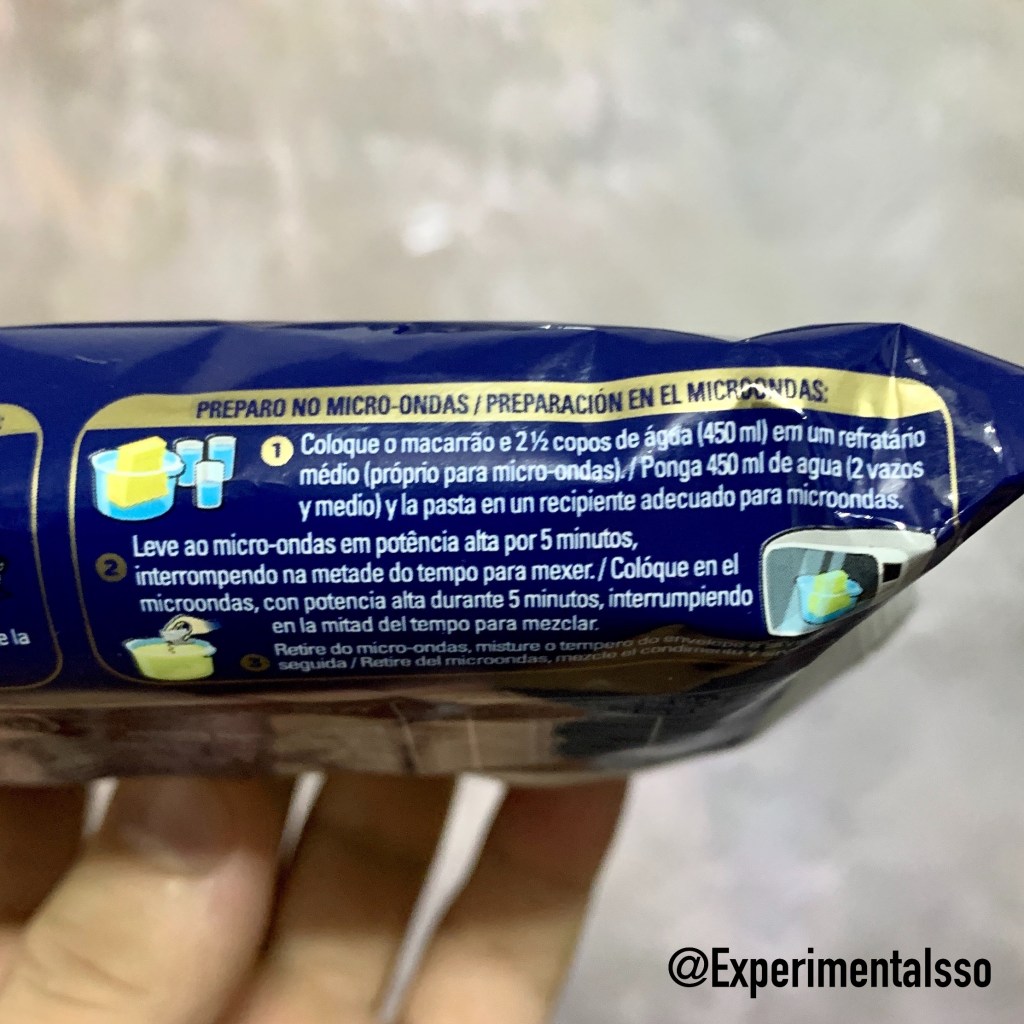 PREPARO NO MICRO-ONDAS / PREPARACIÓN EN EL MICROONDAS:
1 Coloque o macarrão e 2 ½ copos de água (450 ml) em um refratário
médio (próprio para micro-ondas). / Ponga 450 ml de agua (2 vazos
y medio) y la pasta en un recipiente adecuado para microondas.
2 Leve ao micro-ondas em potência alta por 5 minutos,
interrompendo na metade do tempo para mexer. / Colóque en el
microondas, con potencia alta durante 5 minutos, interrumpiendo
en la mitad del tempo para mezclar.
e la
3 Retire do micro-ondas, misture o tempero do envelope e
seguida / Retire del microondas, mezcle el condimento y
@Experimentalsso